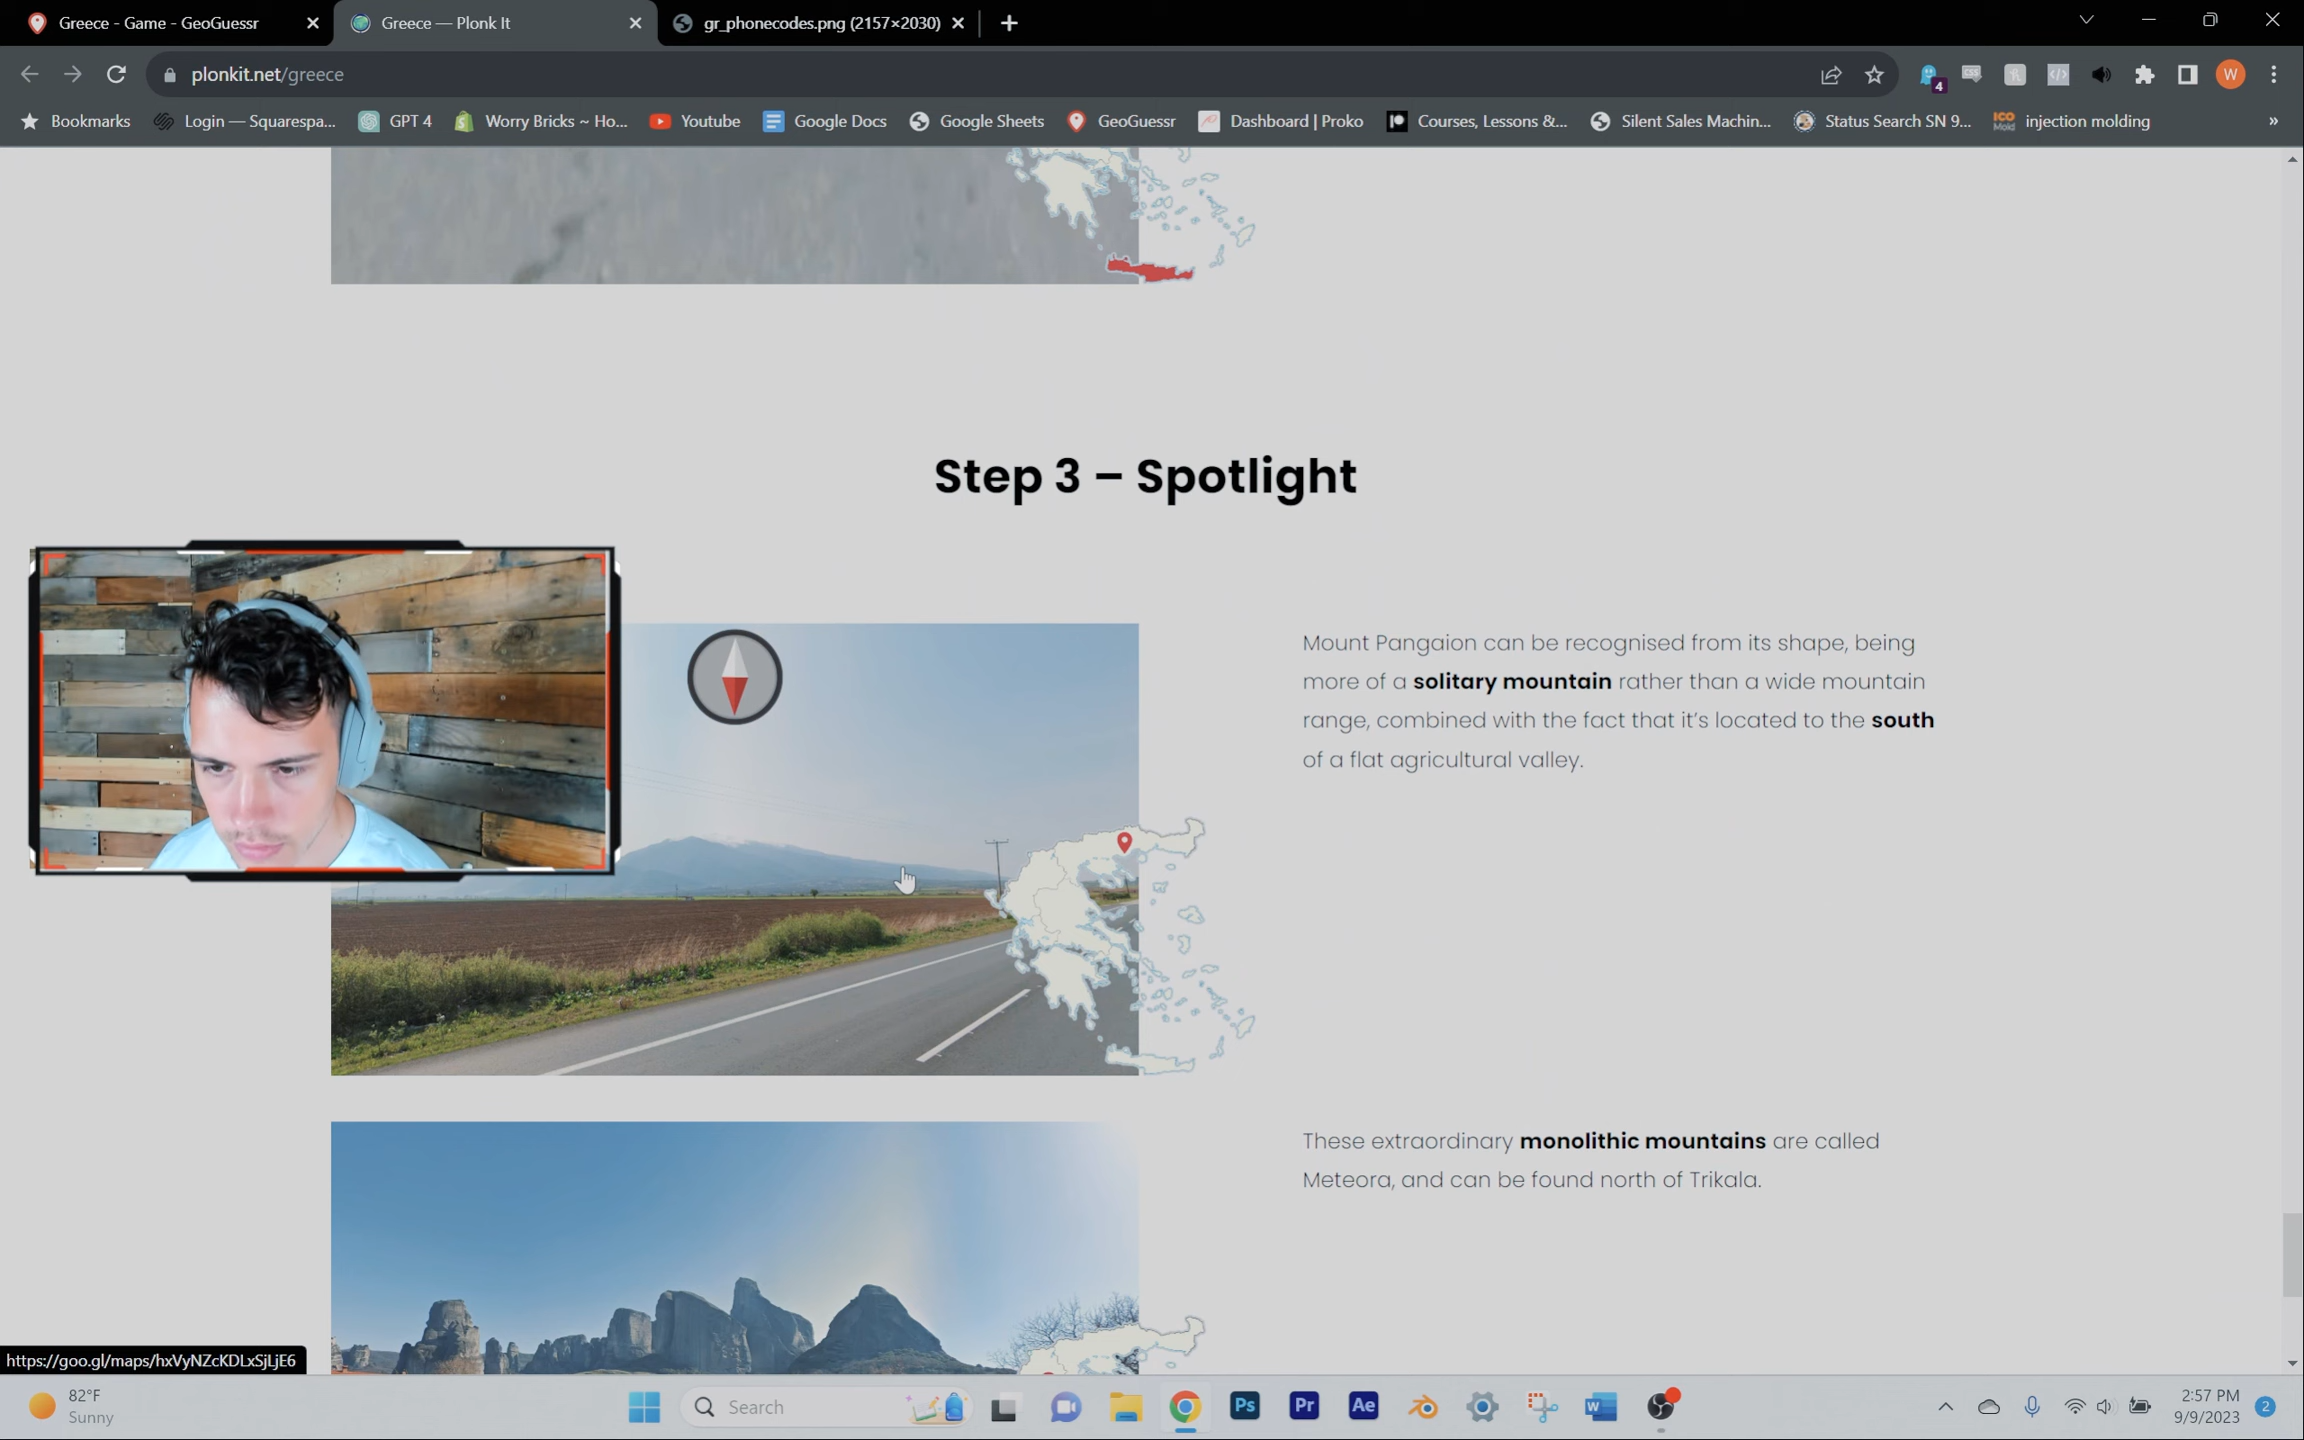 Greece - Game - GeoGuessr
Greece — Plonk It
gr_phonecodes.png (2157×2030)
plonkit.net/greece
4
W
Bookmarks
Login — Squarespa...
GPT 4
Worry Bricks ~ Ho...
Youtube
Google Docs
Google Sheets
GeoGuessr
Dashboard | Proko
Courses, Lessons &...
Silent Sales Machin...
Status Search SN 9...
injection molding
»
Step 3 – Spotlight
Mount Pangaion can be recognised from its shape, being
more of a solitary mountain rather than a wide mountain
range, combined with the fact that it's located to the south
of a flat agricultural valley.
These extraordinary monolithic mountains are called
Meteora, and can be found north of Trikala.
https://goo.gl/maps/hxVyNZcKDLxSjLjE6
82°F
Sunny
Search
Ps
Pr
Ae
W
2:57 PM
9/9/2023
2